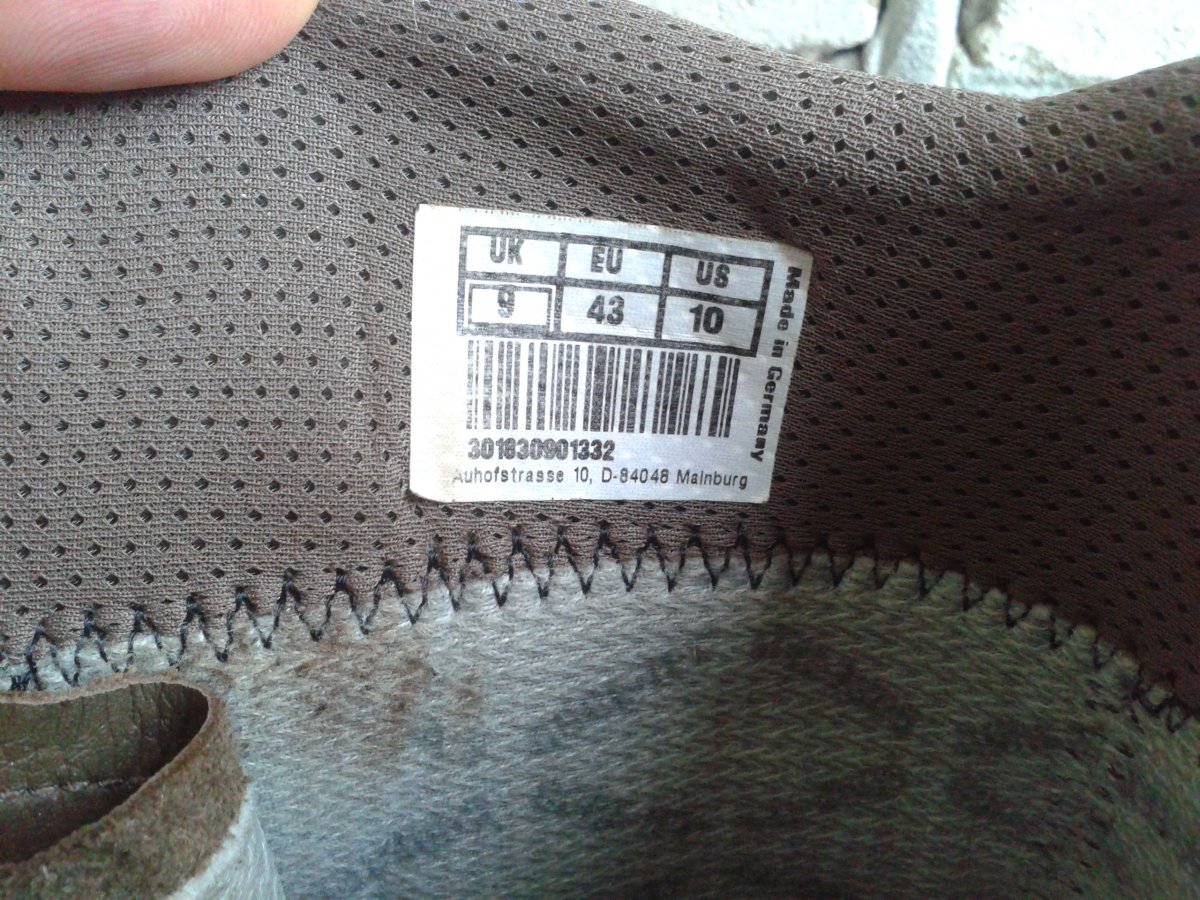 UK EU US
9 43 10
301830901332
Auhofstrasse 10, D-84048 Mainburg
Made in Germany